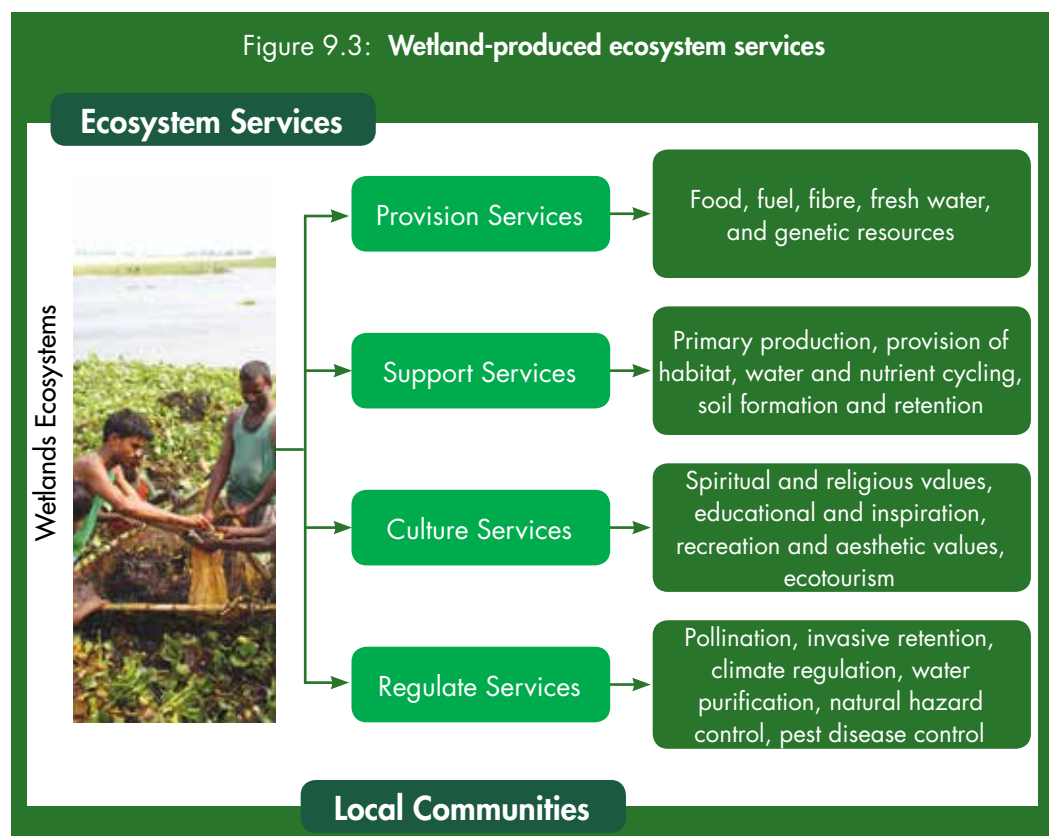 Figure 9.3: Wetland-produced ecosystem services
Ecosystem Services
Wetlands Ecosystems
Provision Services
Food, fuel, fibre, fresh water,
and genetic resources
Support Services
Primary production, provision of
habitat, water and nutrient cycling,
soil formation and retention
Culture Services
Spiritual and religious values,
educational and inspiration,
recreation and aesthetic values,
ecotourism
Regulate Services
Pollination, invasive retention,
climate regulation, water
purification, natural hazard
control, pest disease control
Local Communities